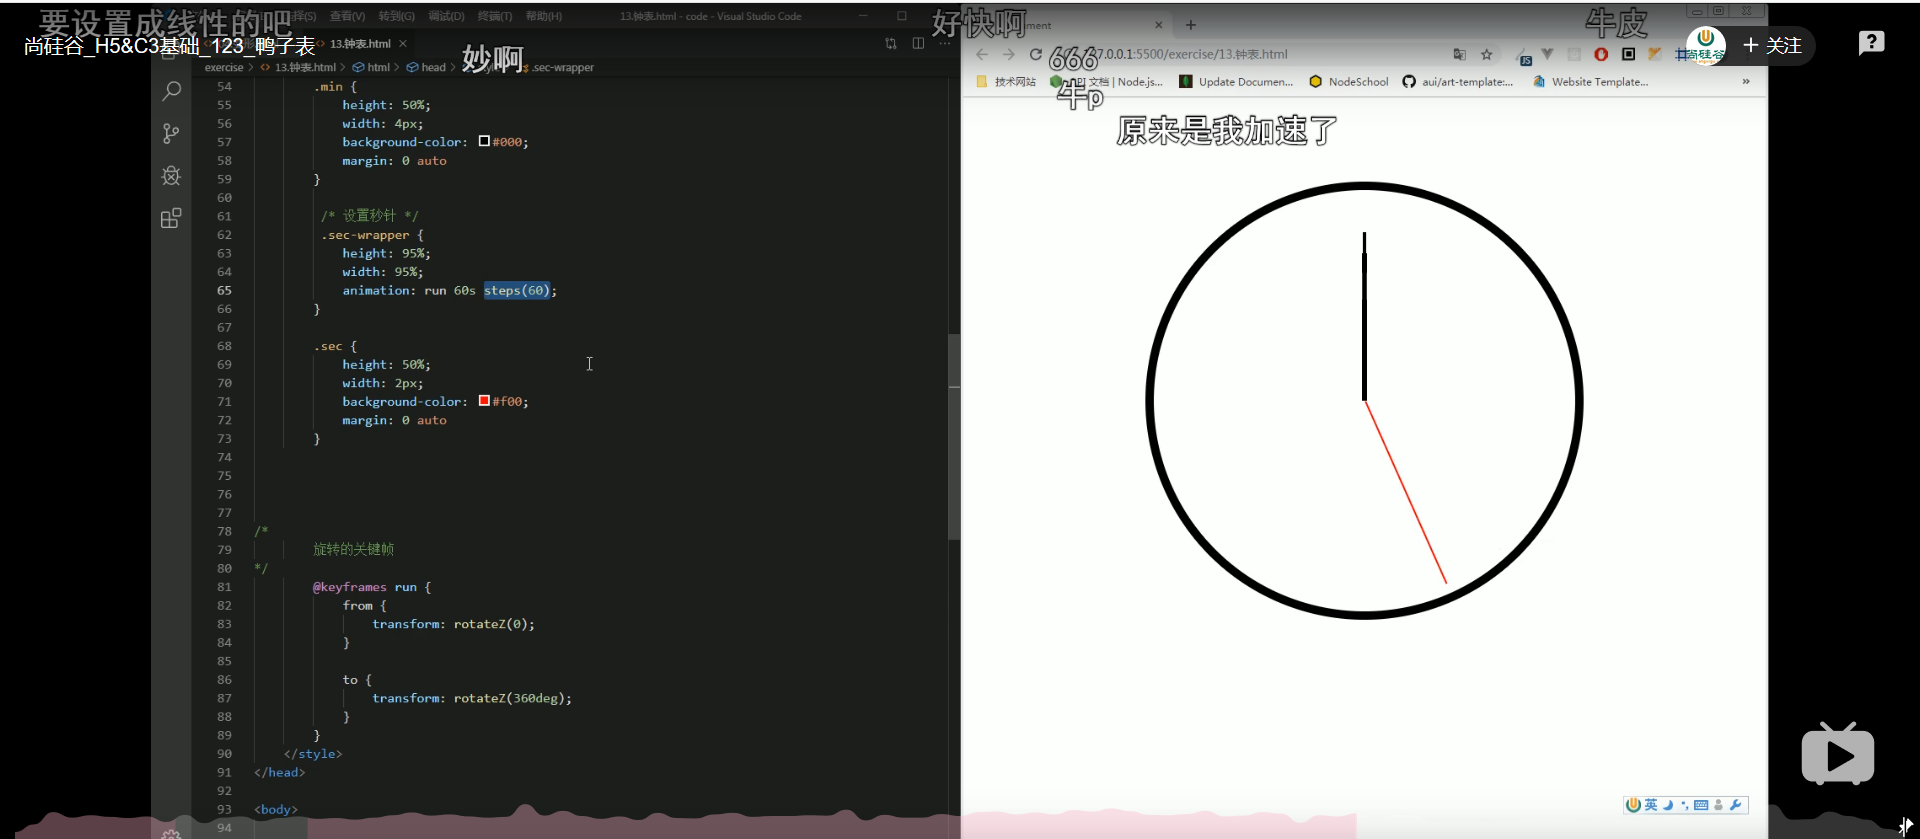 要设置成线性的吧
选择(S) 查看(V) 转到(G) 调试(D) 终端(T) 帮助(H)
13.钟表.html - code - Visual Studio Code
好快啊
牛皮
尚硅谷_H5&C3基础_123_鸭子表
13.钟表.html
妙啊
exercise > 13.钟表.html > html > head > .sec-wrapper
666
7.0.0.1:5500/exercise/13.钟表.html
关注
技术网站
文档 | Node.js...
Update Documen...
NodeSchool
aui/art-template:...
Website Template...
牛p
原来是我加速了
54 .min {
55 height: 50%;
56 width: 4px;
57 background-color: #000;
58 margin: 0 auto
59 }
60
61 /* 设置秒针 */
62 .sec-wrapper {
63 height: 95%;
64 width: 95%;
65 animation: run 60s steps(60);
66 }
67
68 .sec {
69 height: 50%;
70 width: 2px;
71 background-color: #f00;
72 margin: 0 auto
73 }
74
75
76
77
78 /*
79 旋转的关键帧
80 */
81 @keyframes run {
82 from {
83 transform: rotateZ(0);
84 }
85
86 to {
87 transform: rotateZ(360deg);
88 }
89 }
90 </style>
91 </head>
92
93 <body>
94
英